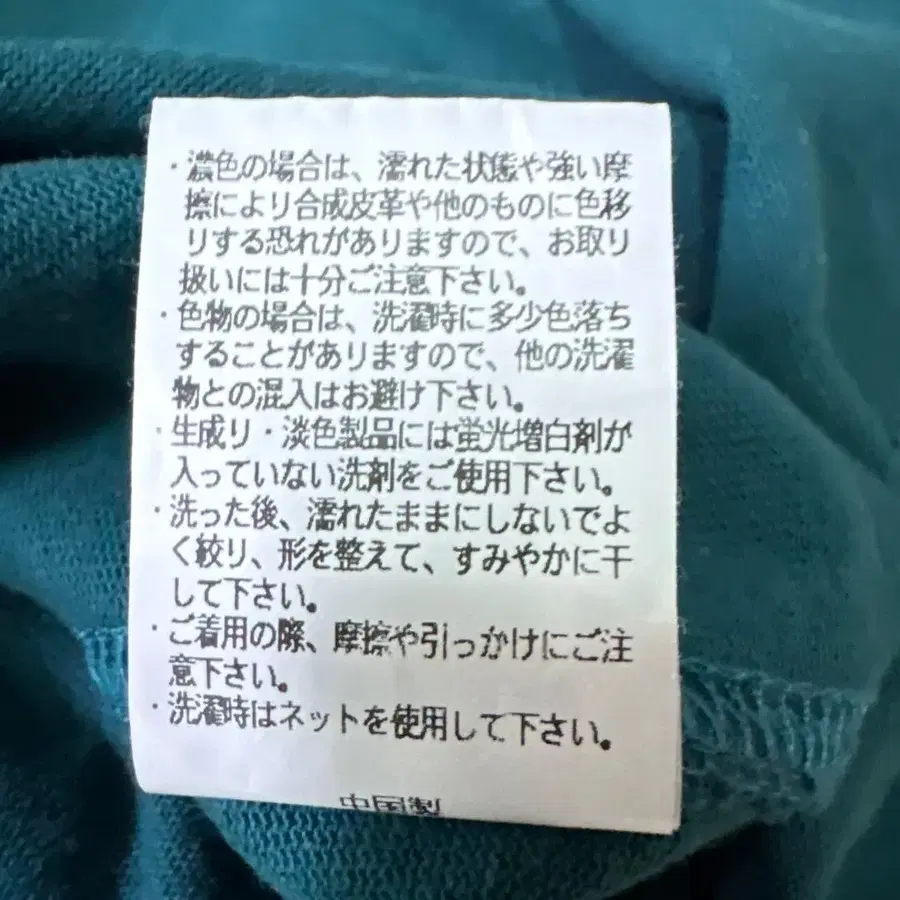 ・濃色の場合は、濡れた状態や強い摩
擦により合成皮革や他のものに色移
りする恐れがありますので、お取り
扱いには十分ご注意下さい。
・色物の場合は、洗濯時に多少色落ち
することがありますので、他の洗濯
物との混入はお避け下さい。
・生成り・淡色製品には蛍光増白剤が
入っていない洗剤をご使用下さい。
・洗った後、濡れたままにしないでよ
く絞り、形を整えて、すみやかに干
して下さい。
・ご着用の際、摩擦や引っかけにご注
意下さい。
・洗濯時はネットを使用して下さい。
中国製